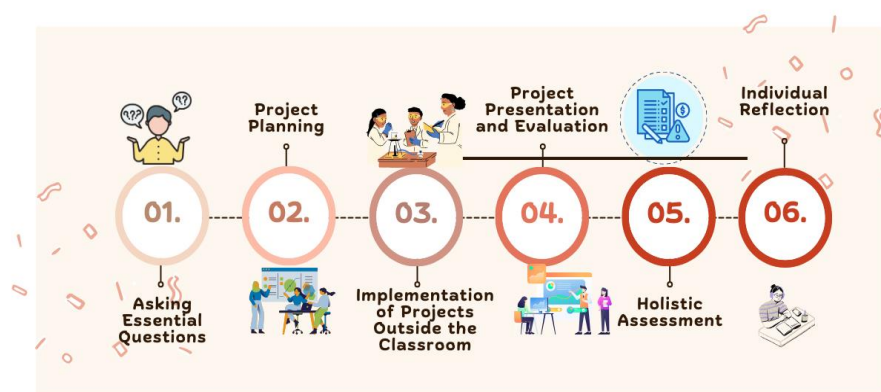 ???
??
Project
Planning
Project
Presentation
and Evaluation
$
Individual
Reflection
01.
02.
03.
04.
05.
06.
Asking
Essential
Questions
Implementation
of Projects
Outside the
Classroom
Holistic
Assessment